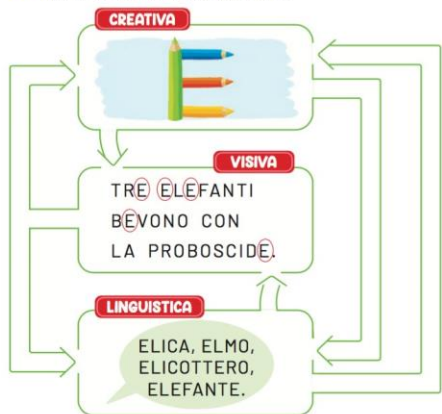 CREATIVA
VISIVA
TRE ELEFANTI
BEVONO CON
LA PROBOSCIDE.
LINGUISTICA
ELICA, ELMO,
ELICOTTERO,
ELEFANTE.